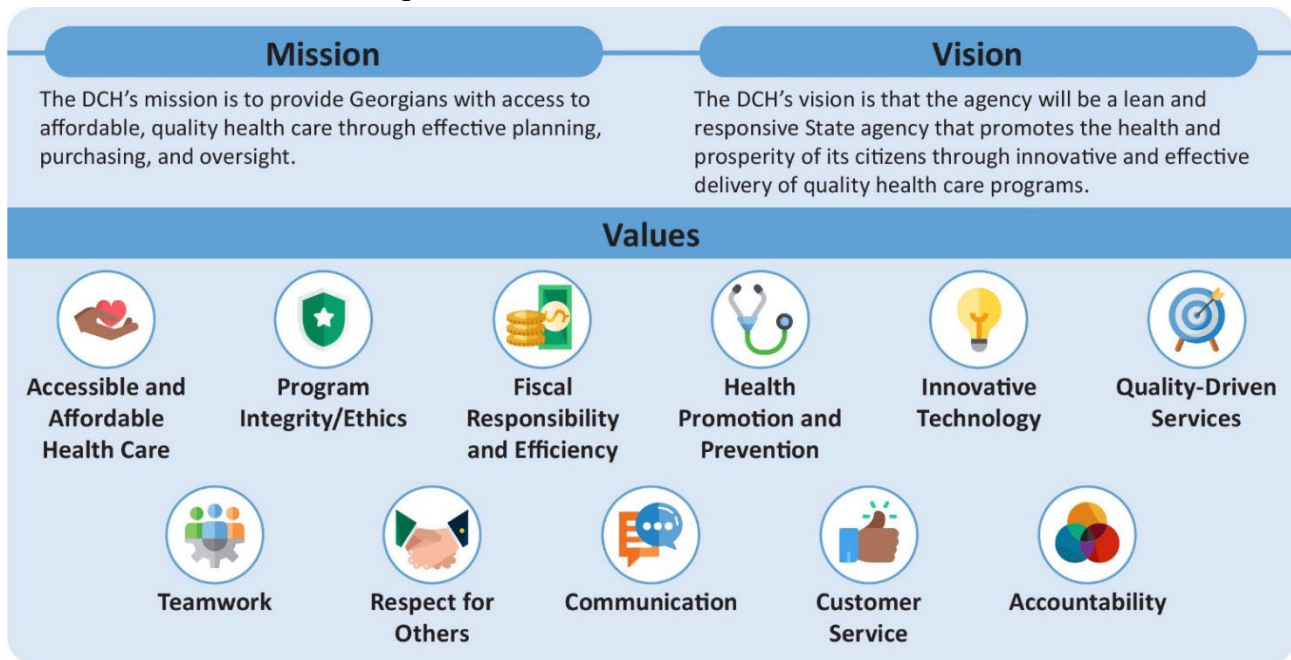 Mission
The DCH's mission is to provide Georgians with access to
affordable, quality health care through effective planning,
purchasing, and oversight.
Vision
The DCH's vision is that the agency will be a lean and
responsive State agency that promotes the health and
prosperity of its citizens through innovative and effective
delivery of quality health care programs.
Values
Accessible and
Affordable
Health Care
Program
Integrity/Ethics
Fiscal
Responsibility
and Efficiency
Health
Promotion and
Prevention
Innovative
Technology
Quality-Driven
Services
Teamwork
Respect for
Others
Communication
Customer
Service
Accountability